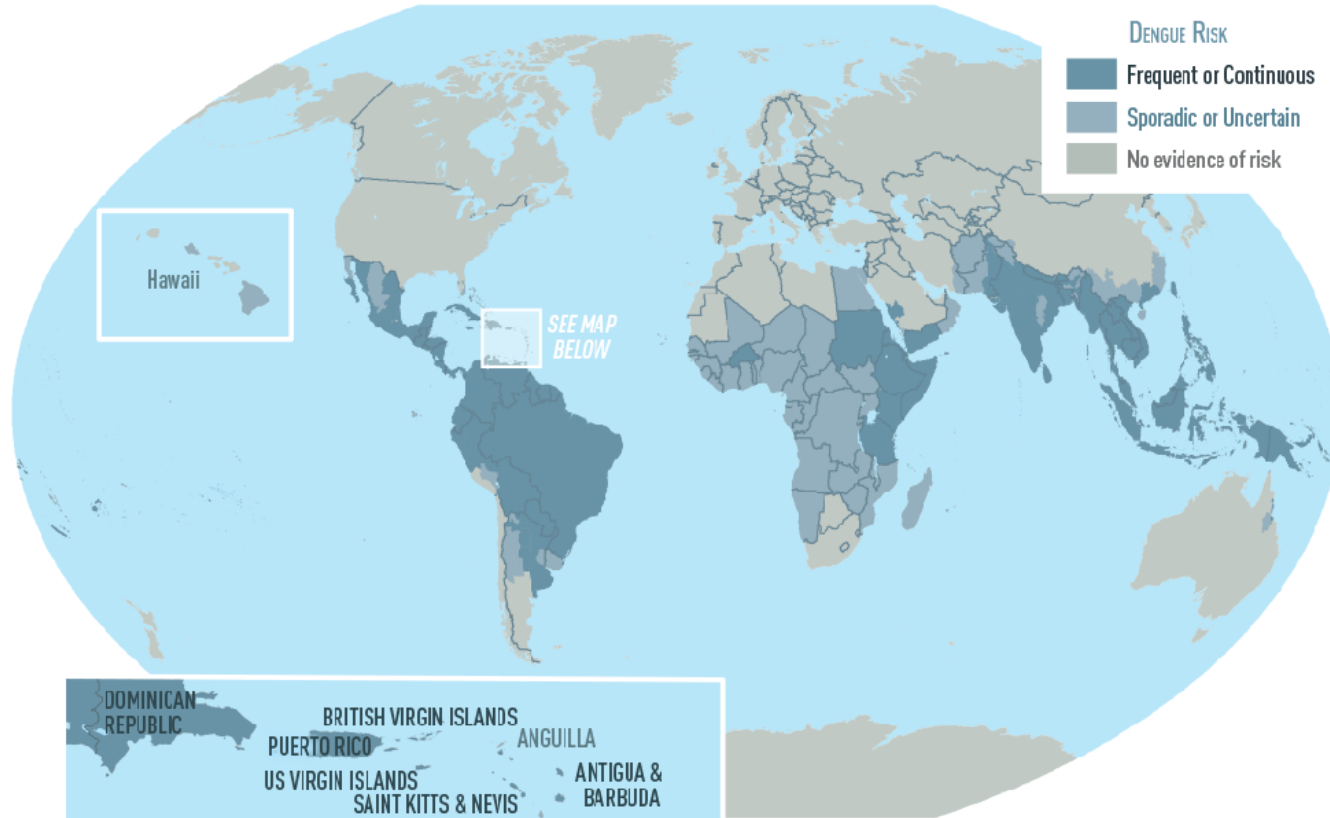 DENGUE RISK
Frequent or Continuous
Sporadic or Uncertain
No evidence of risk
Hawaii
SEE MAP
BELOW
DOMINICAN
REPUBLIC
BRITISH VIRGIN ISLANDS
PUERTO RICO
ANGUILLA
US VIRGIN ISLANDS
SAINT KITTS & NEVIS
ANTIGUA &
BARBUDA